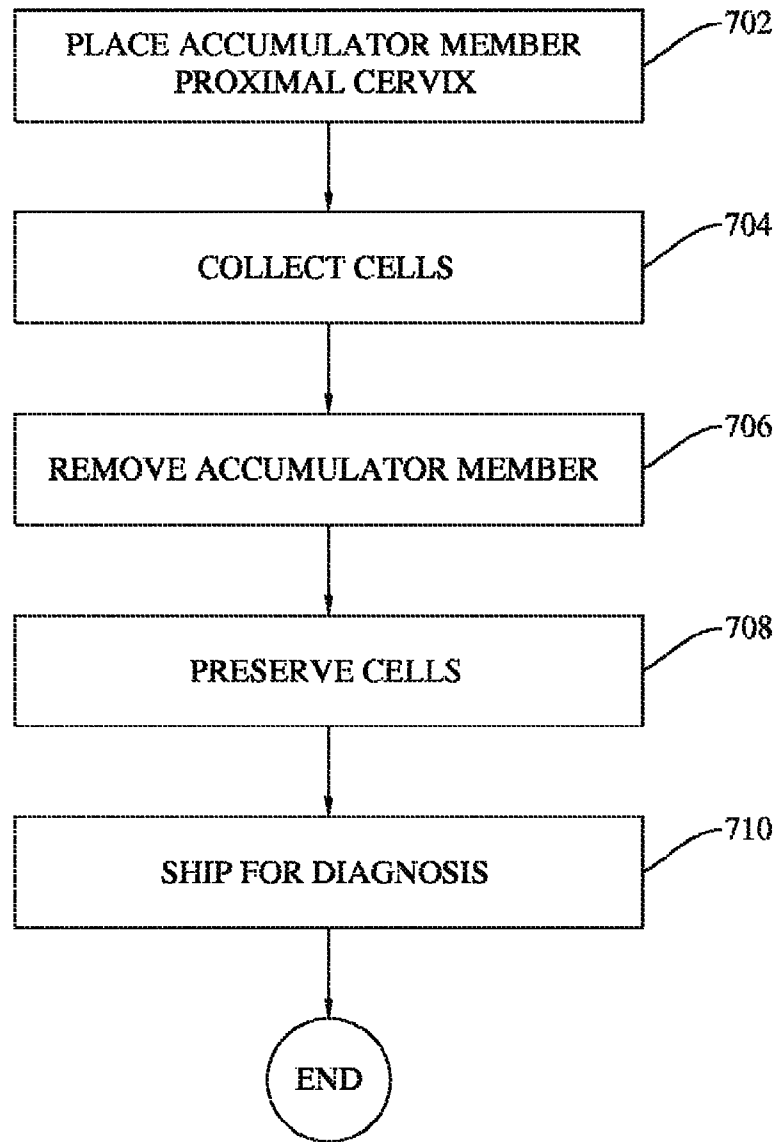 PLACE ACCUMULATOR MEMBER
PROXIMAL CERVIX
702
COLLECT CELLS
704
REMOVE ACCUMULATOR MEMBER
706
PRESERVE CELLS
708
SHIP FOR DIAGNOSIS
710
END